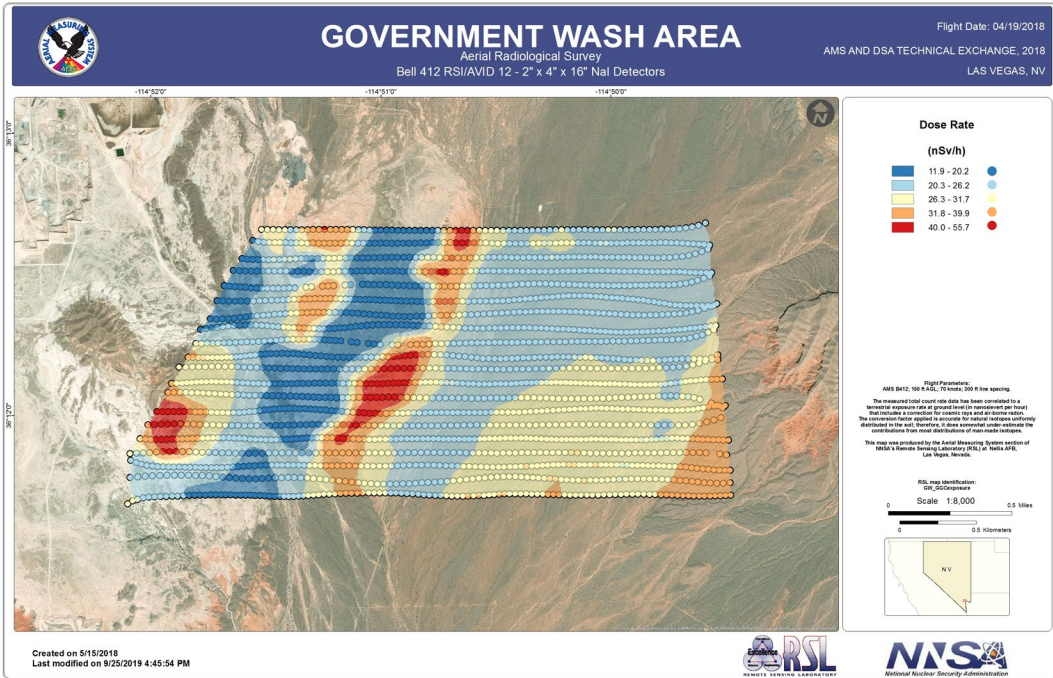 AERIAL MEASURING SYSTEM
AMS
GOVERNMENT WASH AREA
Aerial Radiological Survey
Bell 412 RSI/AVID 12 - 2" x 4" x 16" NaI Detectors
Flight Date: 04/19/2018
AMS AND DSA TECHNICAL EXCHANGE, 2018
LAS VEGAS, NV
-114°52'0"
-114°51'0"
-114°50'0"
36°13'0"
36°12'0"
N
Dose Rate
(nSv/h)
11.9 - 20.2
20.3 - 26.2
26.3 - 31.7
31.8 - 39.9
40.0 - 55.7
Flight Parameters:
AMS B412; 150 ft AGL; 70 knots; 300 ft line spacing.
The measured total count rate data has been correlated to a
terrestrial exposure rate at ground level (in nanosievert per hour)
that includes a correction for cosmic rays and air-borne radon.
The conversion factor applied is accurate for natural isotopes uniformly
distributed in the soil; therefore, it does somewhat under-estimate the
contributions from most distributions of man-made isotopes.
This map was produced by the Aerial Measuring System section of
NNSA's Remote Sensing Laboratory (RSL) at Nellis AFB,
Las Vegas, Nevada.
RSL map identification:
GW_GGCexposure
Scale 1:8,000
0 0.5 Miles
0 0.5 Kilometers
NV
Created on 5/15/2018
Last modified on 9/25/2019 4:45:54 PM
Excellence
RSL
REMOTE SENSING LABORATORY
NNSA
National Nuclear Security Administration